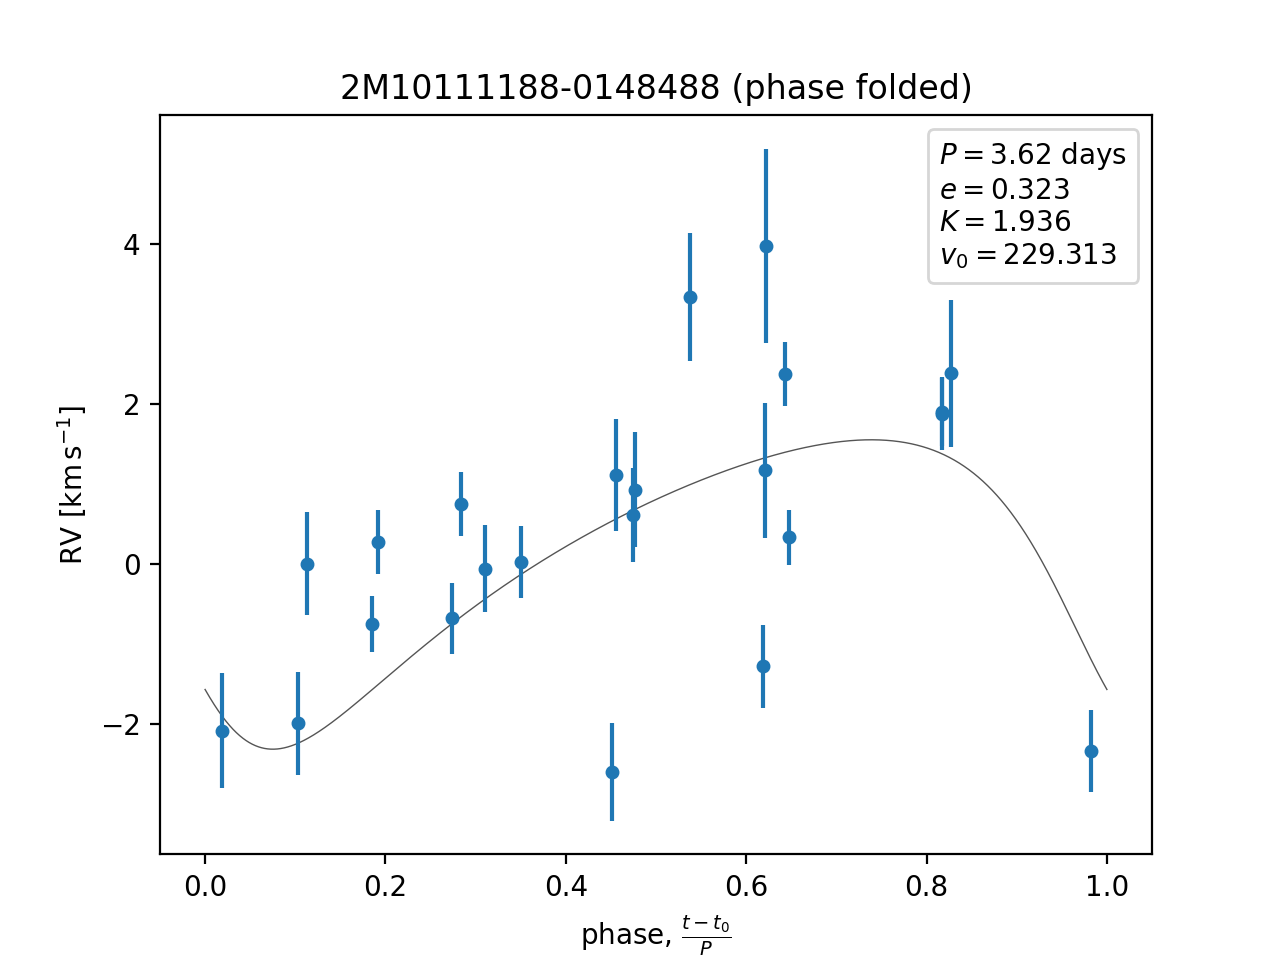 2M10111188-0148488 (phase folded)
P = 3.62 days
e = 0.323
K = 1.936
v₀ = 229.313
RV [km s⁻¹]
4
2
0
−2
0.0 0.2 0.4 0.6 0.8 1.0
phase, (t − t₀)/P